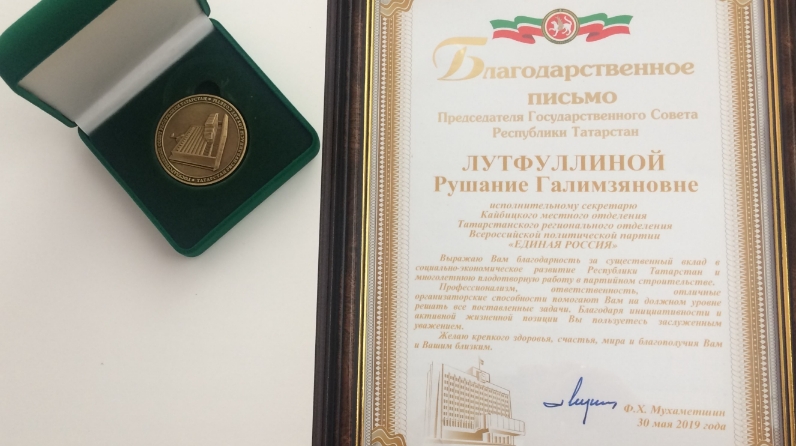 Благодарственное
письмо
Председателя Государственного Совета
Республики Татарстан
ЛУТФУЛЛИНОЙ
Рушание Галимзяновне
исполнительному секретарю
Кайбицкого местного отделения
Татарстанского регионального отделения
Всероссийской политической партии
«ЕДИНАЯ РОССИЯ»
Выражаю Вам благодарность за существенный вклад в
социально-экономическое развитие Республики Татарстан и
многолетнюю плодотворную работу в партийном строительстве.
Профессионализм, ответственность, отличные
организаторские способности помогают Вам на должном уровне
решать все поставленные задачи. Благодаря инициативности и
активной жизненной позиции Вы пользуетесь заслуженным
уважением.
Желаю крепкого здоровья, счастья, мира и благополучия Вам
и Вашим близким.
Ф.Х. Мухаметшин
30 мая 2019 года